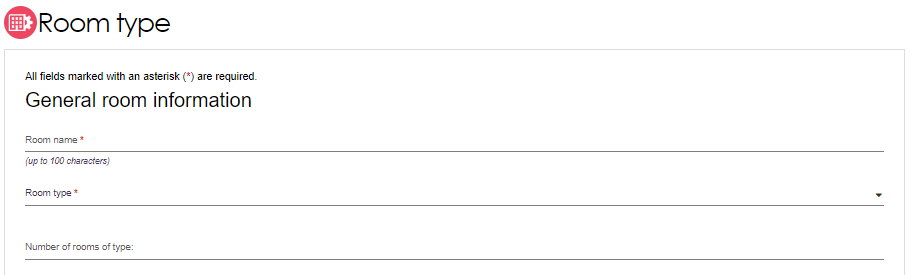 Room type
All fields marked with an asterisk (*) are required.
General room information
Room name *
(up to 100 characters)
Room type *
Number of rooms of type: